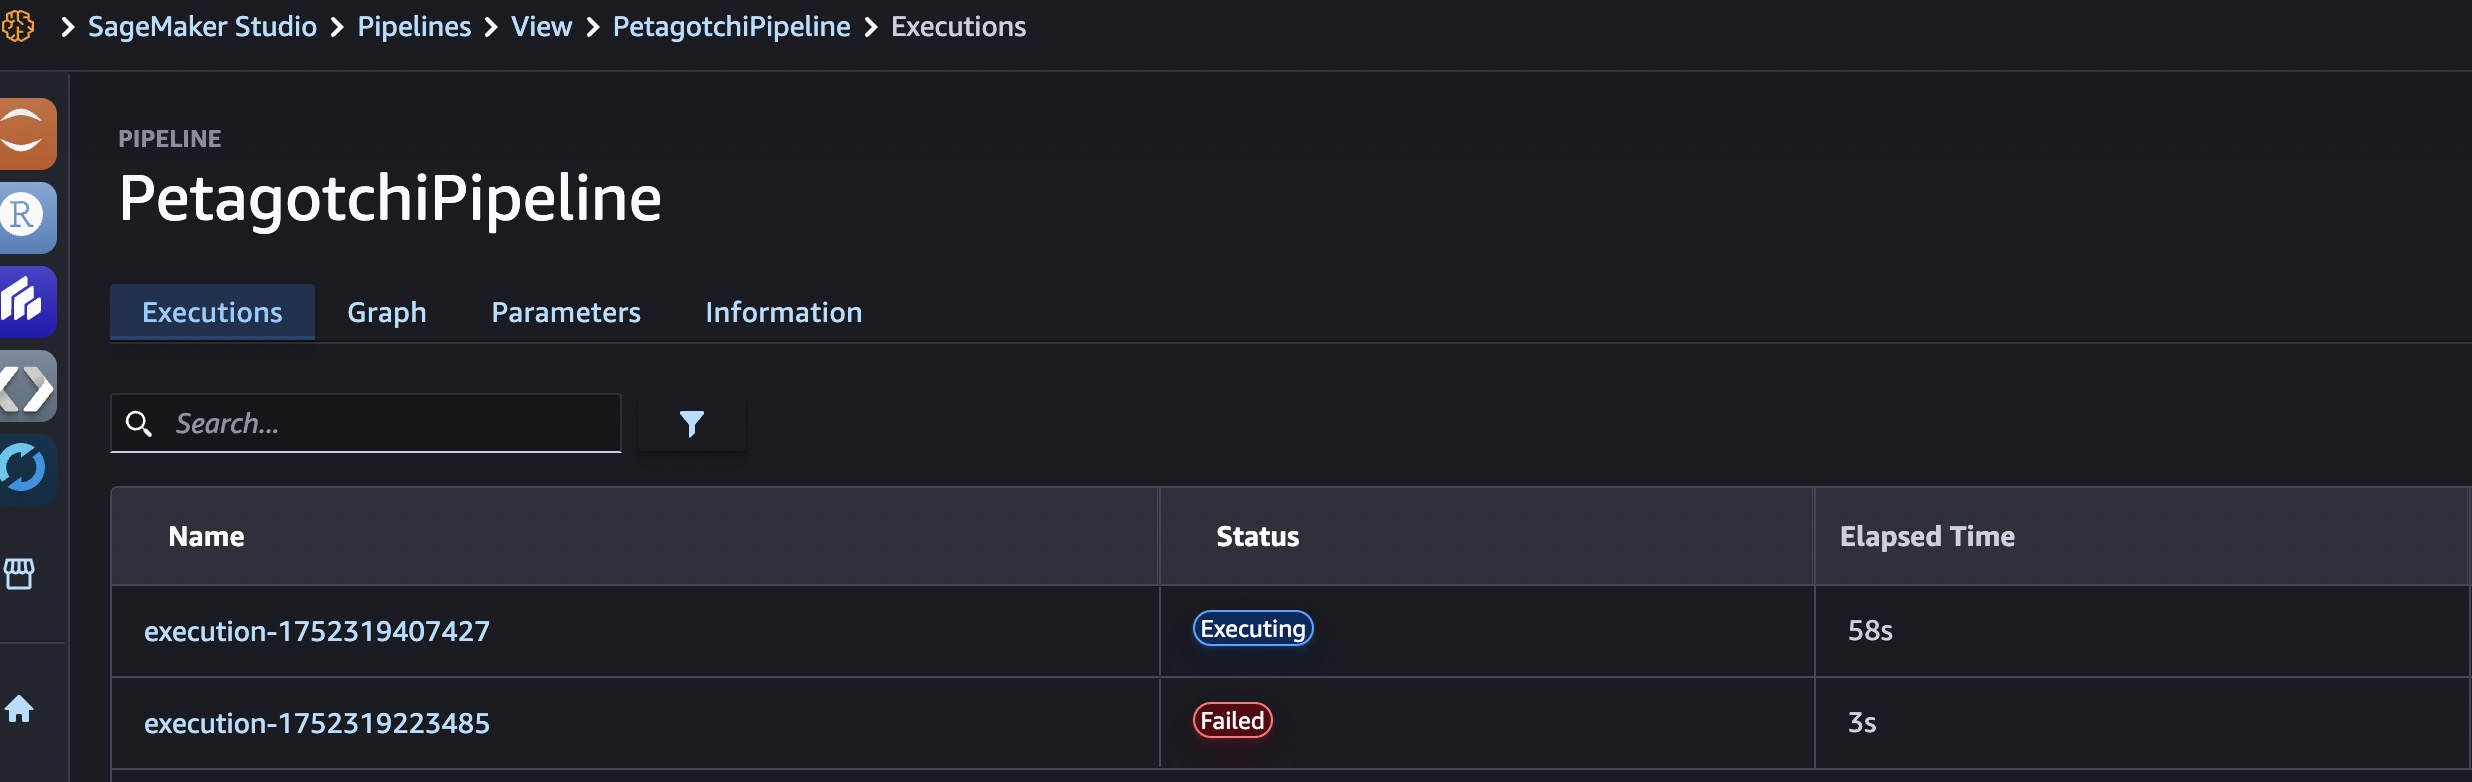 SageMaker Studio > Pipelines > View > PetagotchiPipeline > Executions
R
PIPELINE
PetagotchiPipeline
Executions Graph Parameters Information
Search...
Name Status Elapsed Time
execution-1752319407427 Executing 58s
execution-1752319223485 Failed 3s